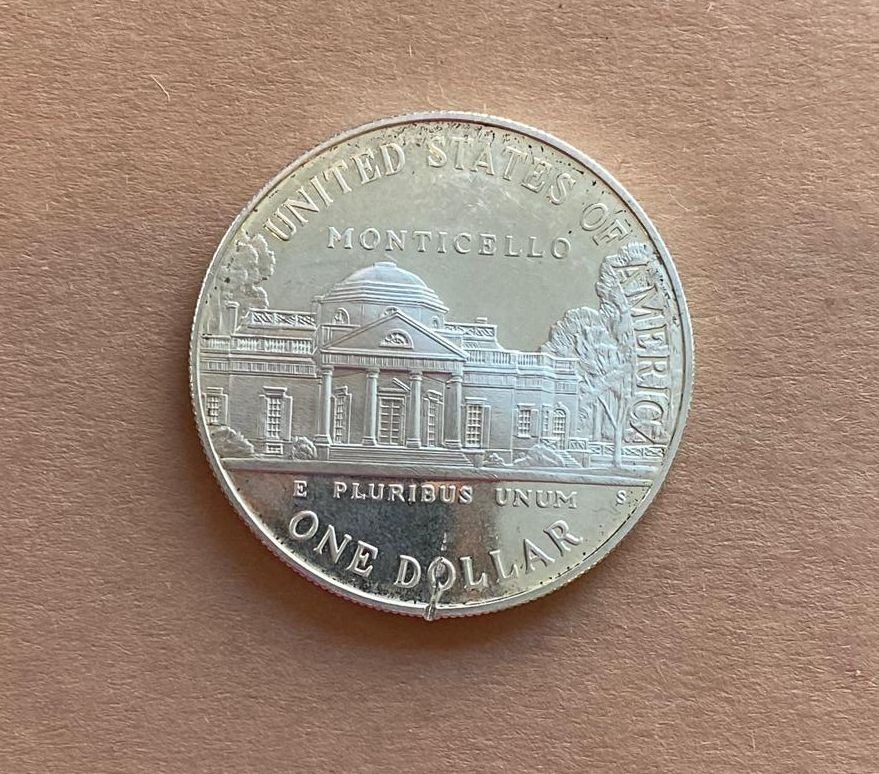 UNITED STATES OF AMERICA
MONTICELLO
E PLURIBUS UNUM S
ONE DOLLAR